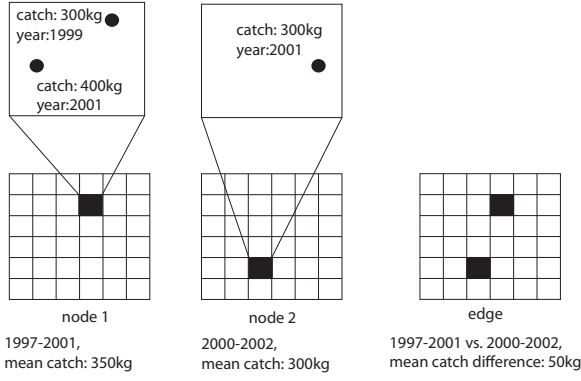 catch: 300kg
year:1999
catch: 400kg
year:2001
catch: 300kg
year:2001
node 1
1997-2001,
mean catch: 350kg
node 2
2000-2002,
mean catch: 300kg
edge
1997-2001 vs. 2000-2002,
mean catch difference: 50kg